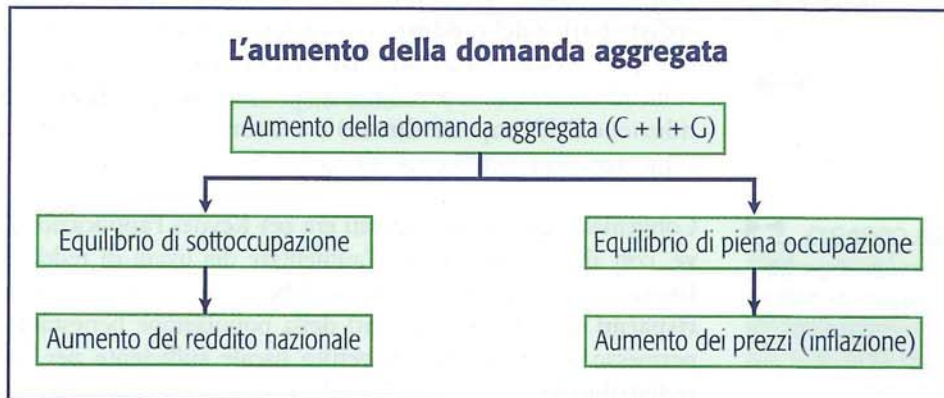 L'aumento della domanda aggregata
Aumento della domanda aggregata (C + I + G)
Equilibrio di sottoccupazione
Equilibrio di piena occupazione
Aumento del reddito nazionale
Aumento dei prezzi (inflazione)